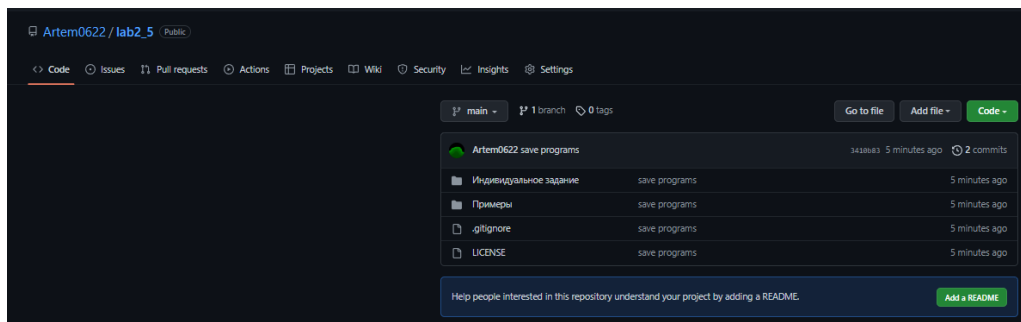 Artem0622 / lab2_5 Public
Code Issues Pull requests Actions Projects Wiki Security Insights Settings
main 1 branch 0 tags Go to file Add file Code
Artem0622 save programs 3410b83 5 minutes ago 2 commits
Индивидуальное задание save programs 5 minutes ago
Примеры save programs 5 minutes ago
.gitignore save programs 5 minutes ago
LICENSE save programs 5 minutes ago
Help people interested in this repository understand your project by adding a README. Add a README